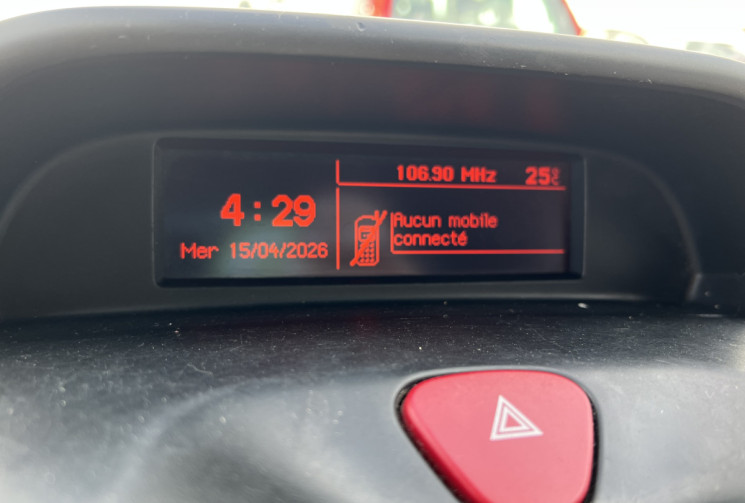 106.90 MHz 25°C
4:29
Mer 15/04/2026
Aucun mobile
connecté